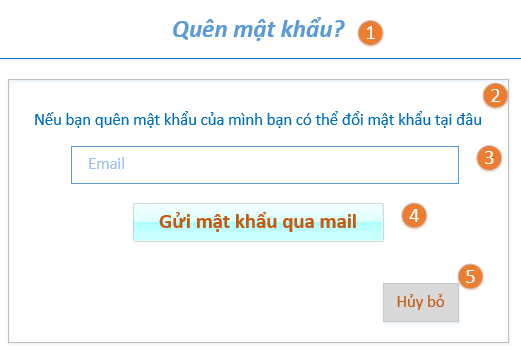 Quên mật khẩu? 1
2
Nếu bạn quên mật khẩu của mình bạn có thể đổi mật khẩu tại đâu
Email 3
Gửi mật khẩu qua mail 4
5
Hủy bỏ